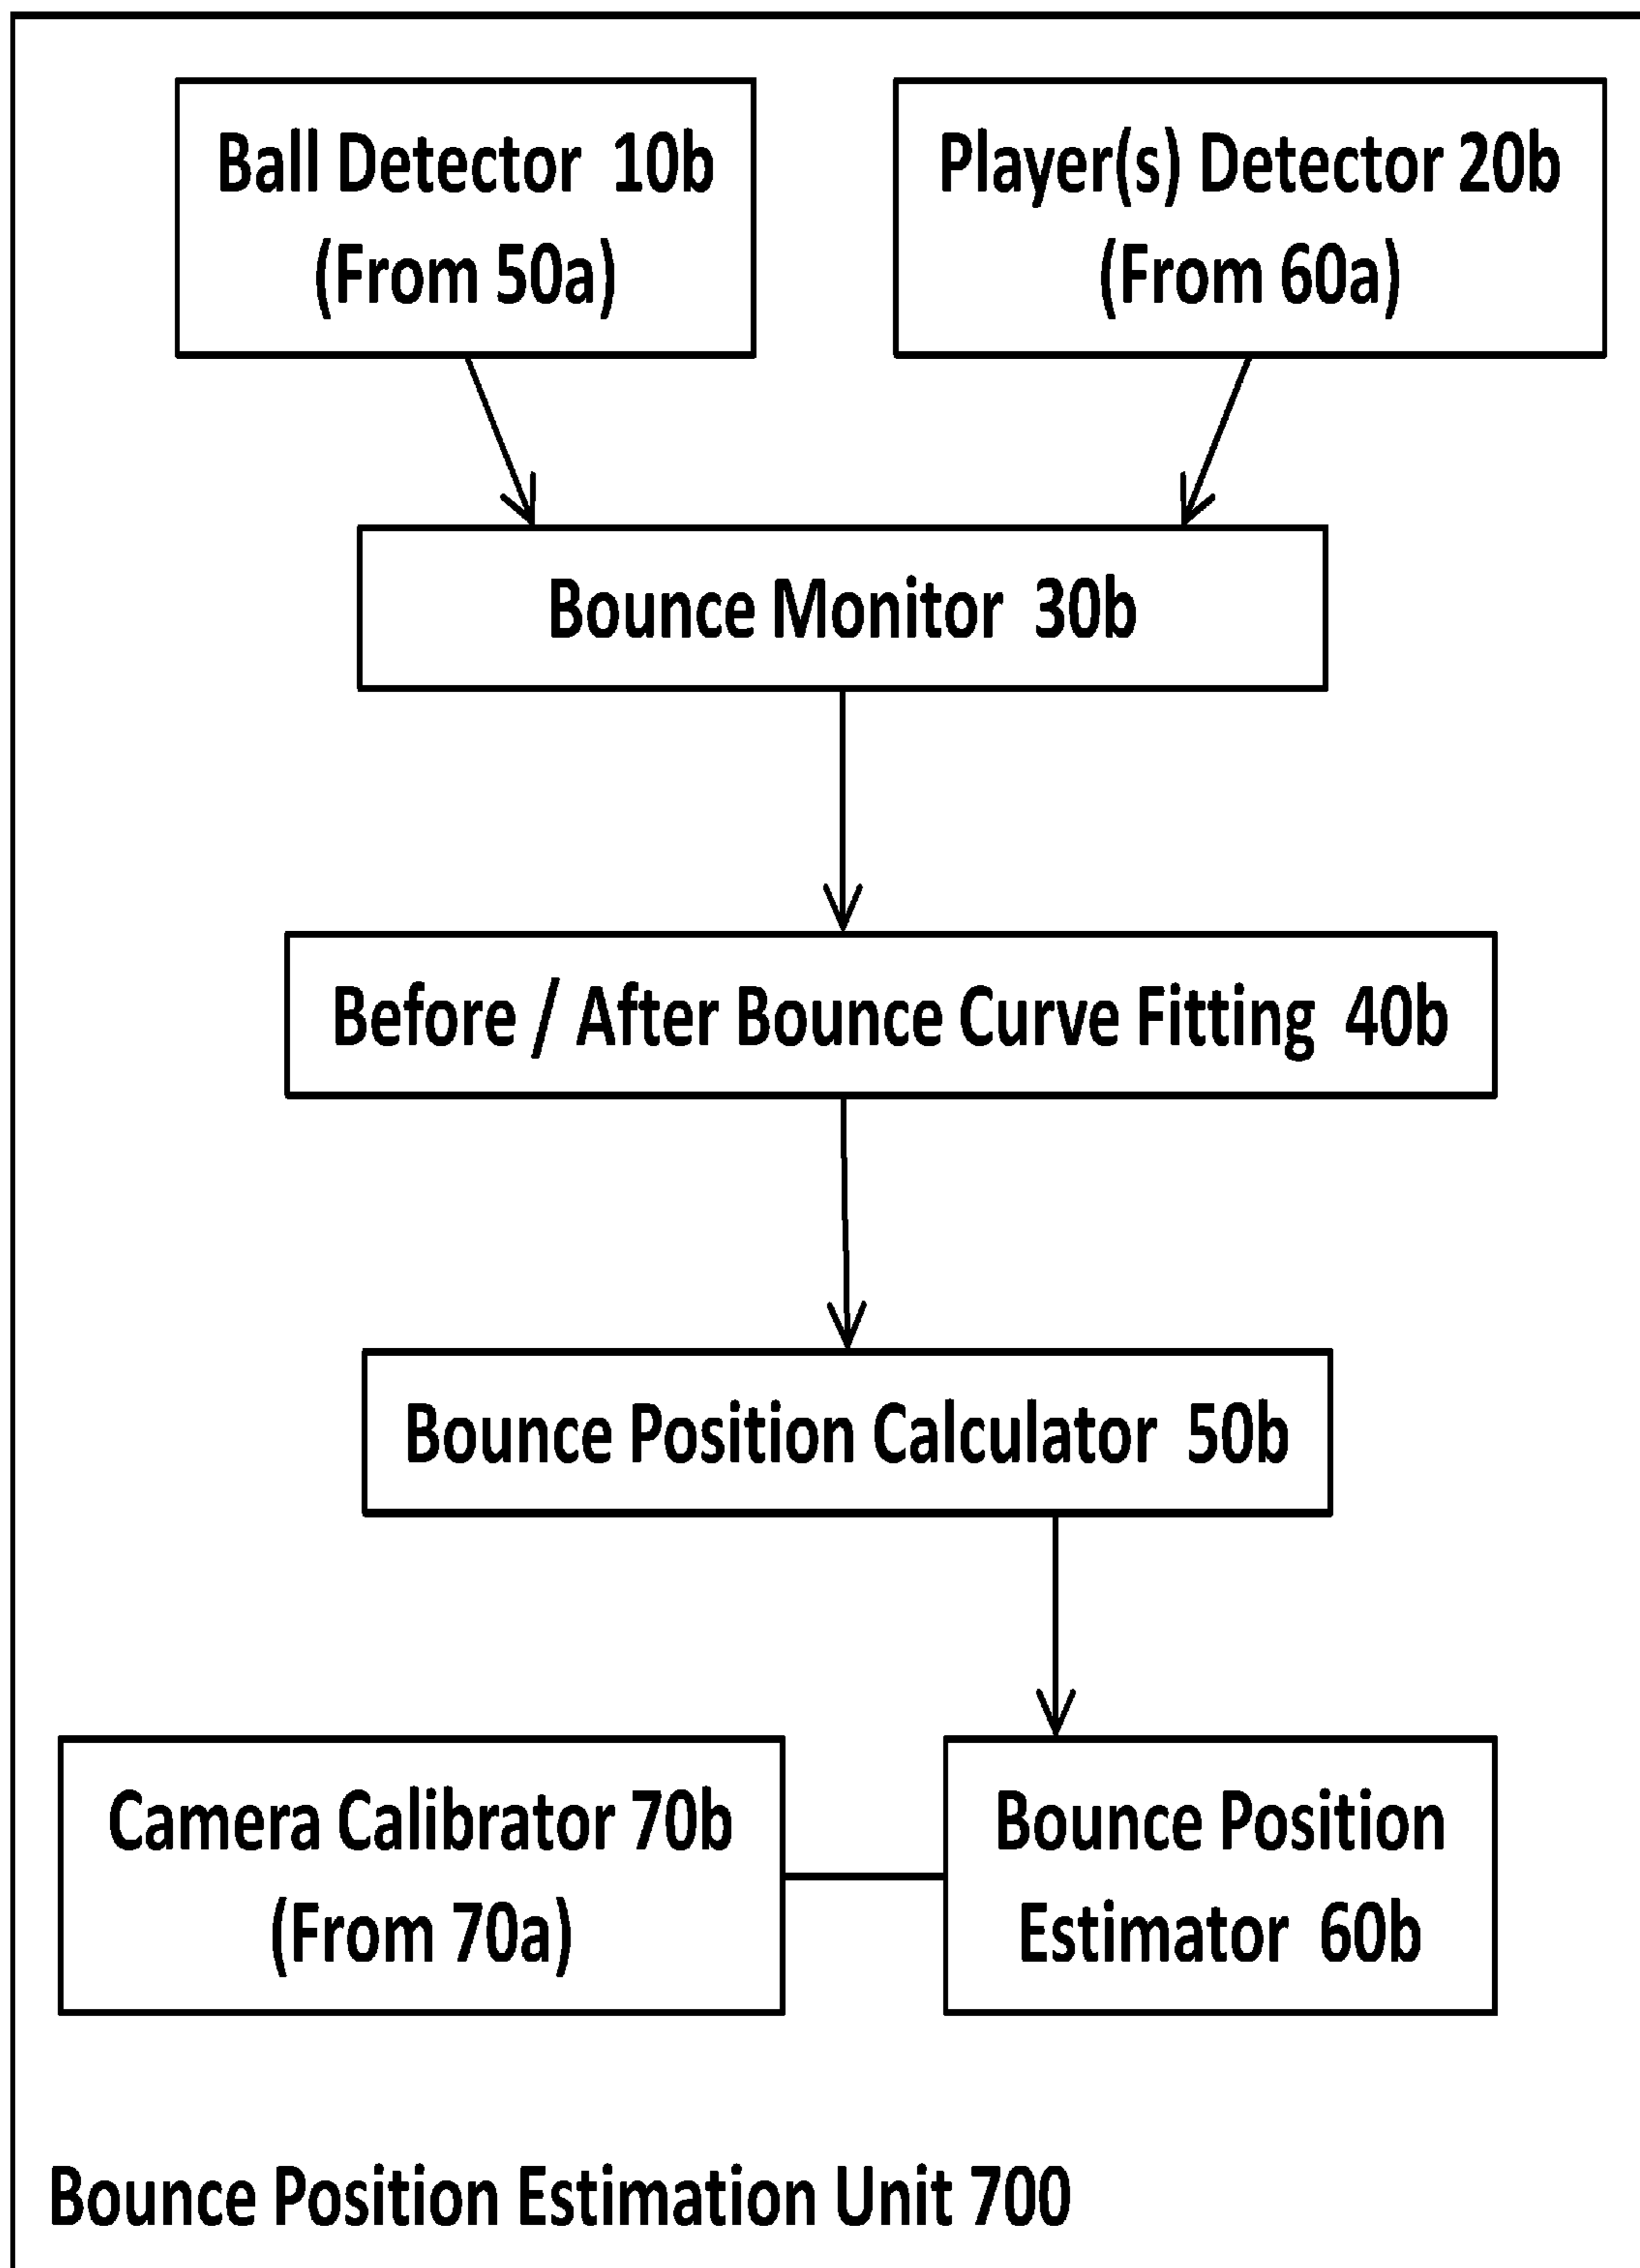 Ball Detector 10b
(From 50a)
Player(s) Detector 20b
(From 60a)
Bounce Monitor 30b
Before / After Bounce Curve Fitting 40b
Bounce Position Calculator 50b
Camera Calibrator 70b
(From 70a)
Bounce Position
Estimator 60b
Bounce Position Estimation Unit 700